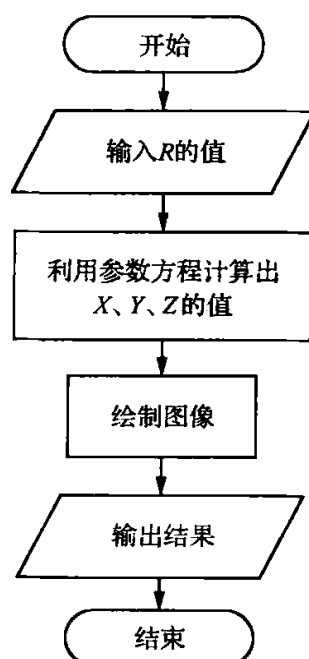 开始
输入R的值
利用参数方程计算出
X、Y、Z的值
绘制图像
输出结果
结束